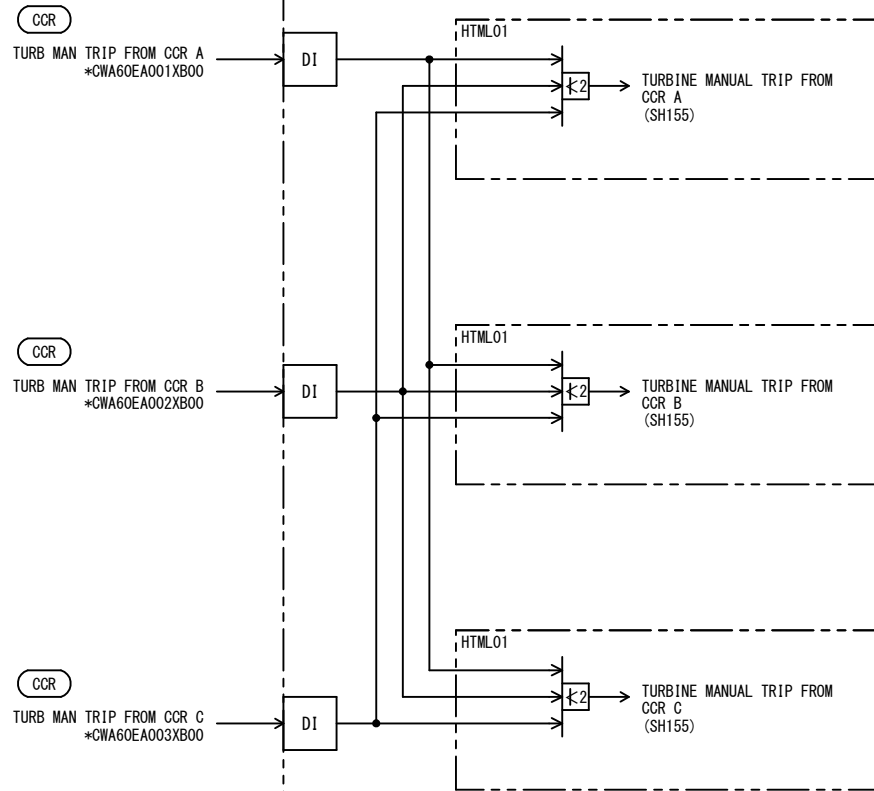 CCR
TURB MAN TRIP FROM CCR A
*CWA60EA001XB00
DI
HTML01
≮2
TURBINE MANUAL TRIP FROM
CCR A
(SH155)
CCR
TURB MAN TRIP FROM CCR B
*CWA60EA002XB00
DI
HTML01
≮2
TURBINE MANUAL TRIP FROM
CCR B
(SH155)
CCR
TURB MAN TRIP FROM CCR C
*CWA60EA003XB00
DI
HTML01
≮2
TURBINE MANUAL TRIP FROM
CCR C
(SH155)